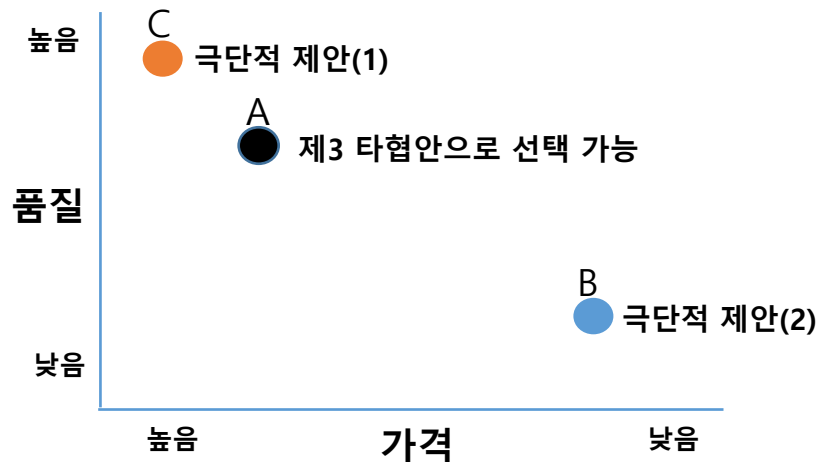 C
높음
극단적 제안(1)
A
제3 타협안으로 선택 가능
품질
B
극단적 제안(2)
낮음
높음
가격
낮음